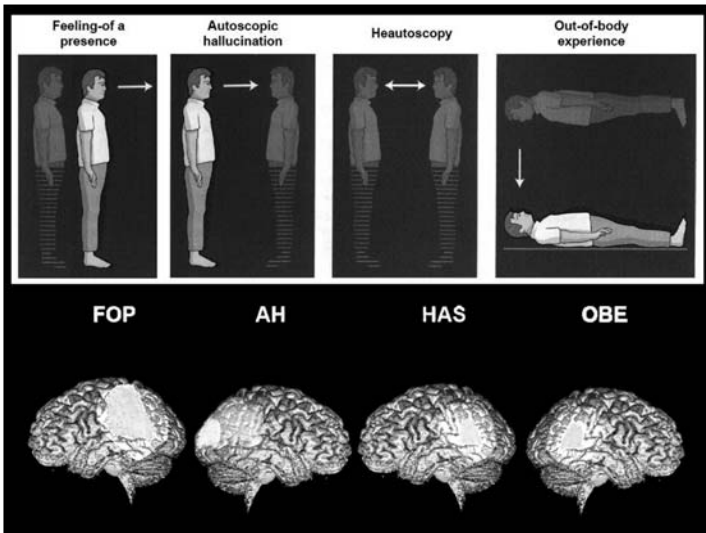 Feeling-of a
presence
Autoscopic
hallucination
Heautoscopy
Out-of-body
experience
FOP
AH
HAS
OBE